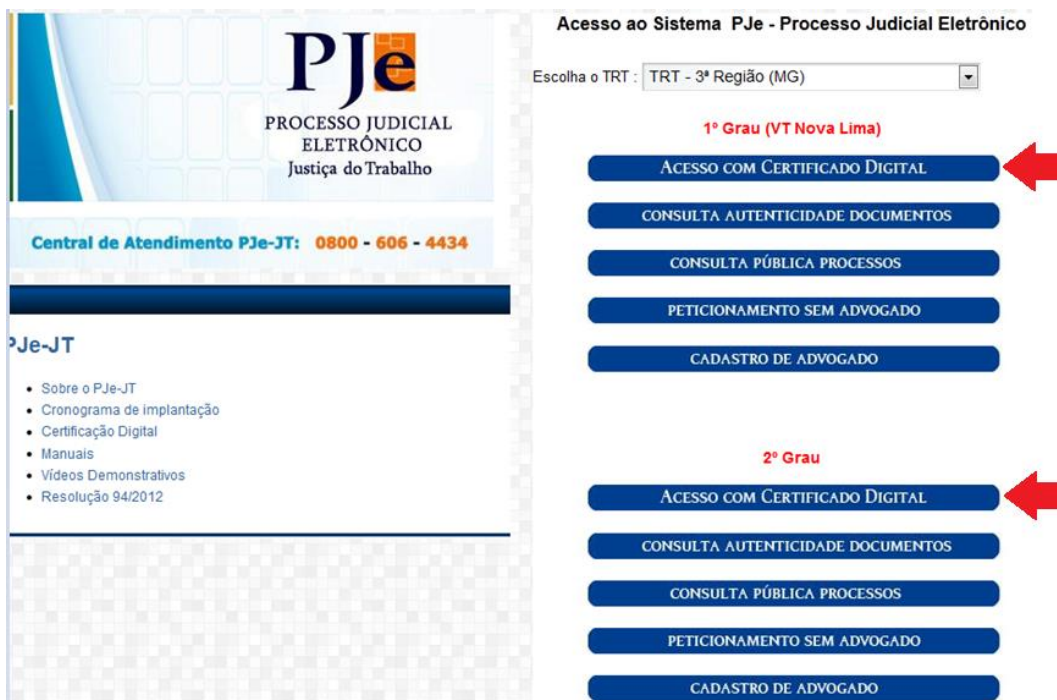 PJe
PROCESSO JUDICIAL
ELETRÔNICO
Justiça do Trabalho
Central de Atendimento PJe-JT: 0800 - 606 - 4434
PJe-JT
Sobre o PJe-JT
Cronograma de implantação
Certificação Digital
Manuais
Vídeos Demonstrativos
Resolução 94/2012
Acesso ao Sistema PJe - Processo Judicial Eletrônico
Escolha o TRT : TRT - 3ª Região (MG)
1º Grau (VT Nova Lima)
ACESSO COM CERTIFICADO DIGITAL
CONSULTA AUTENTICIDADE DOCUMENTOS
CONSULTA PÚBLICA PROCESSOS
PETICIONAMENTO SEM ADVOGADO
CADASTRO DE ADVOGADO
2º Grau
ACESSO COM CERTIFICADO DIGITAL
CONSULTA AUTENTICIDADE DOCUMENTOS
CONSULTA PÚBLICA PROCESSOS
PETICIONAMENTO SEM ADVOGADO
CADASTRO DE ADVOGADO